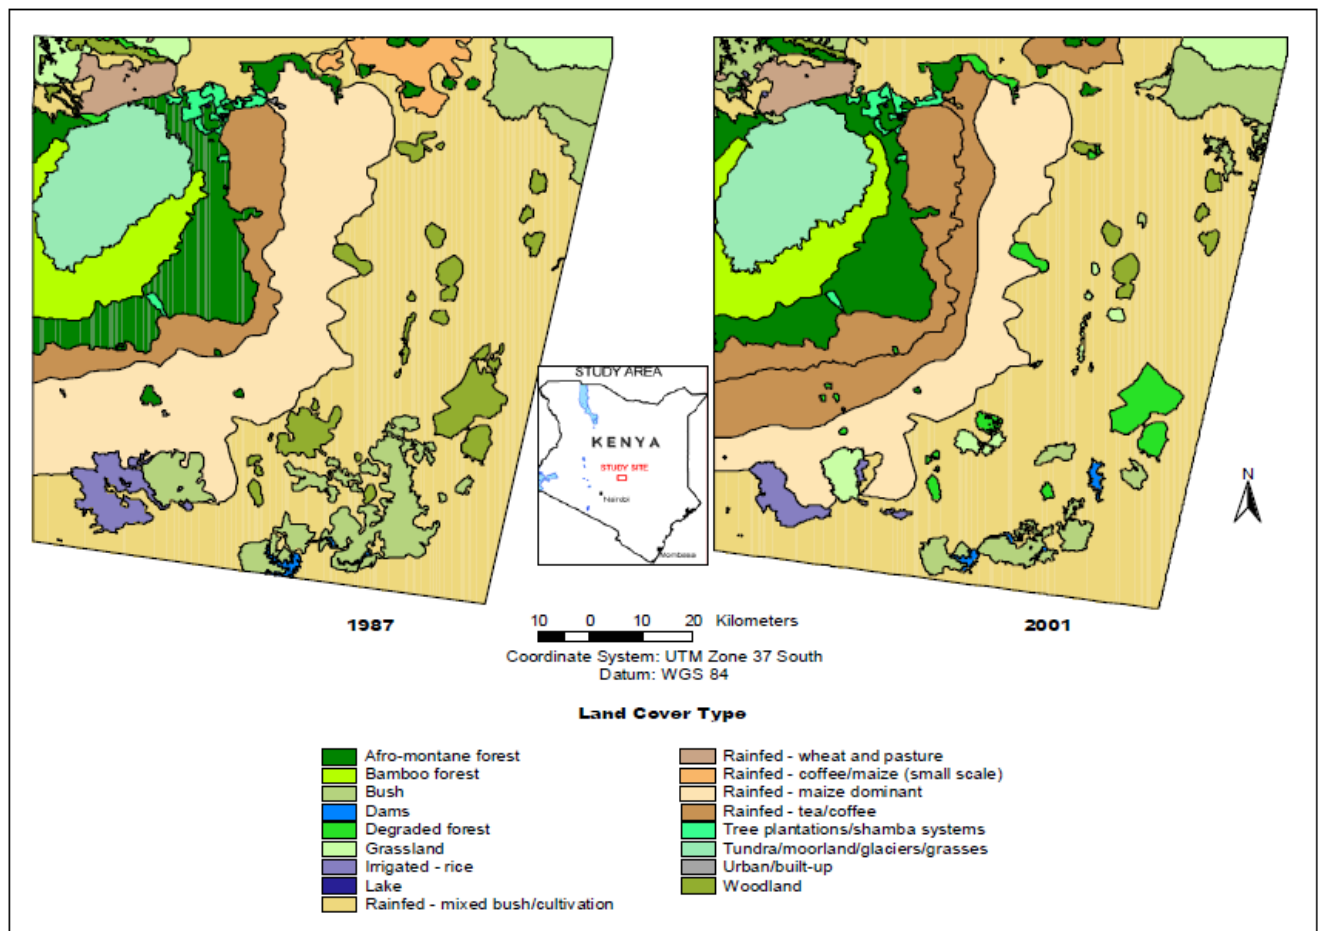 STUDY AREA
KENYA
STUDY SITE
Nairobi
Mombasa
N
1987
2001
10 0 10 20 Kilometers
Coordinate System: UTM Zone 37 South
Datum: WGS 84
Land Cover Type
Afro-montane forest
Bamboo forest
Bush
Dams
Degraded forest
Grassland
Irrigated - rice
Lake
Rainfed - mixed bush/cultivation
Rainfed - wheat and pasture
Rainfed - coffee/maize (small scale)
Rainfed - maize dominant
Rainfed - tea/coffee
Tree plantations/shamba systems
Tundra/moorland/glaciers/grasses
Urban/built-up
Woodland